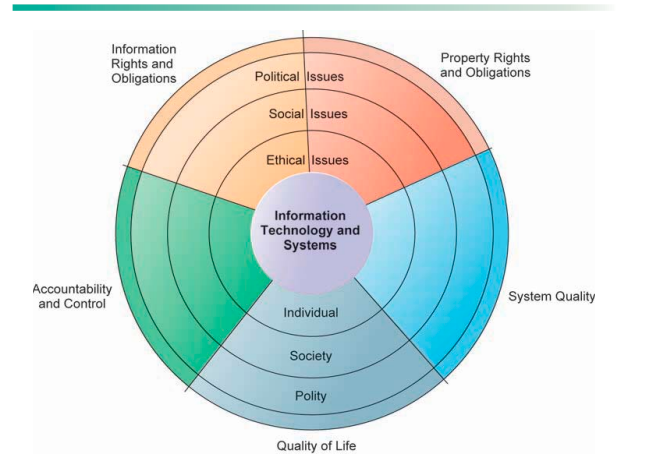 Information
Rights and
Obligations
Property Rights
and Obligations
Political Issues
Social Issues
Ethical Issues
Information
Technology and
Systems
Accountability
and Control
System Quality
Individual
Society
Polity
Quality of Life